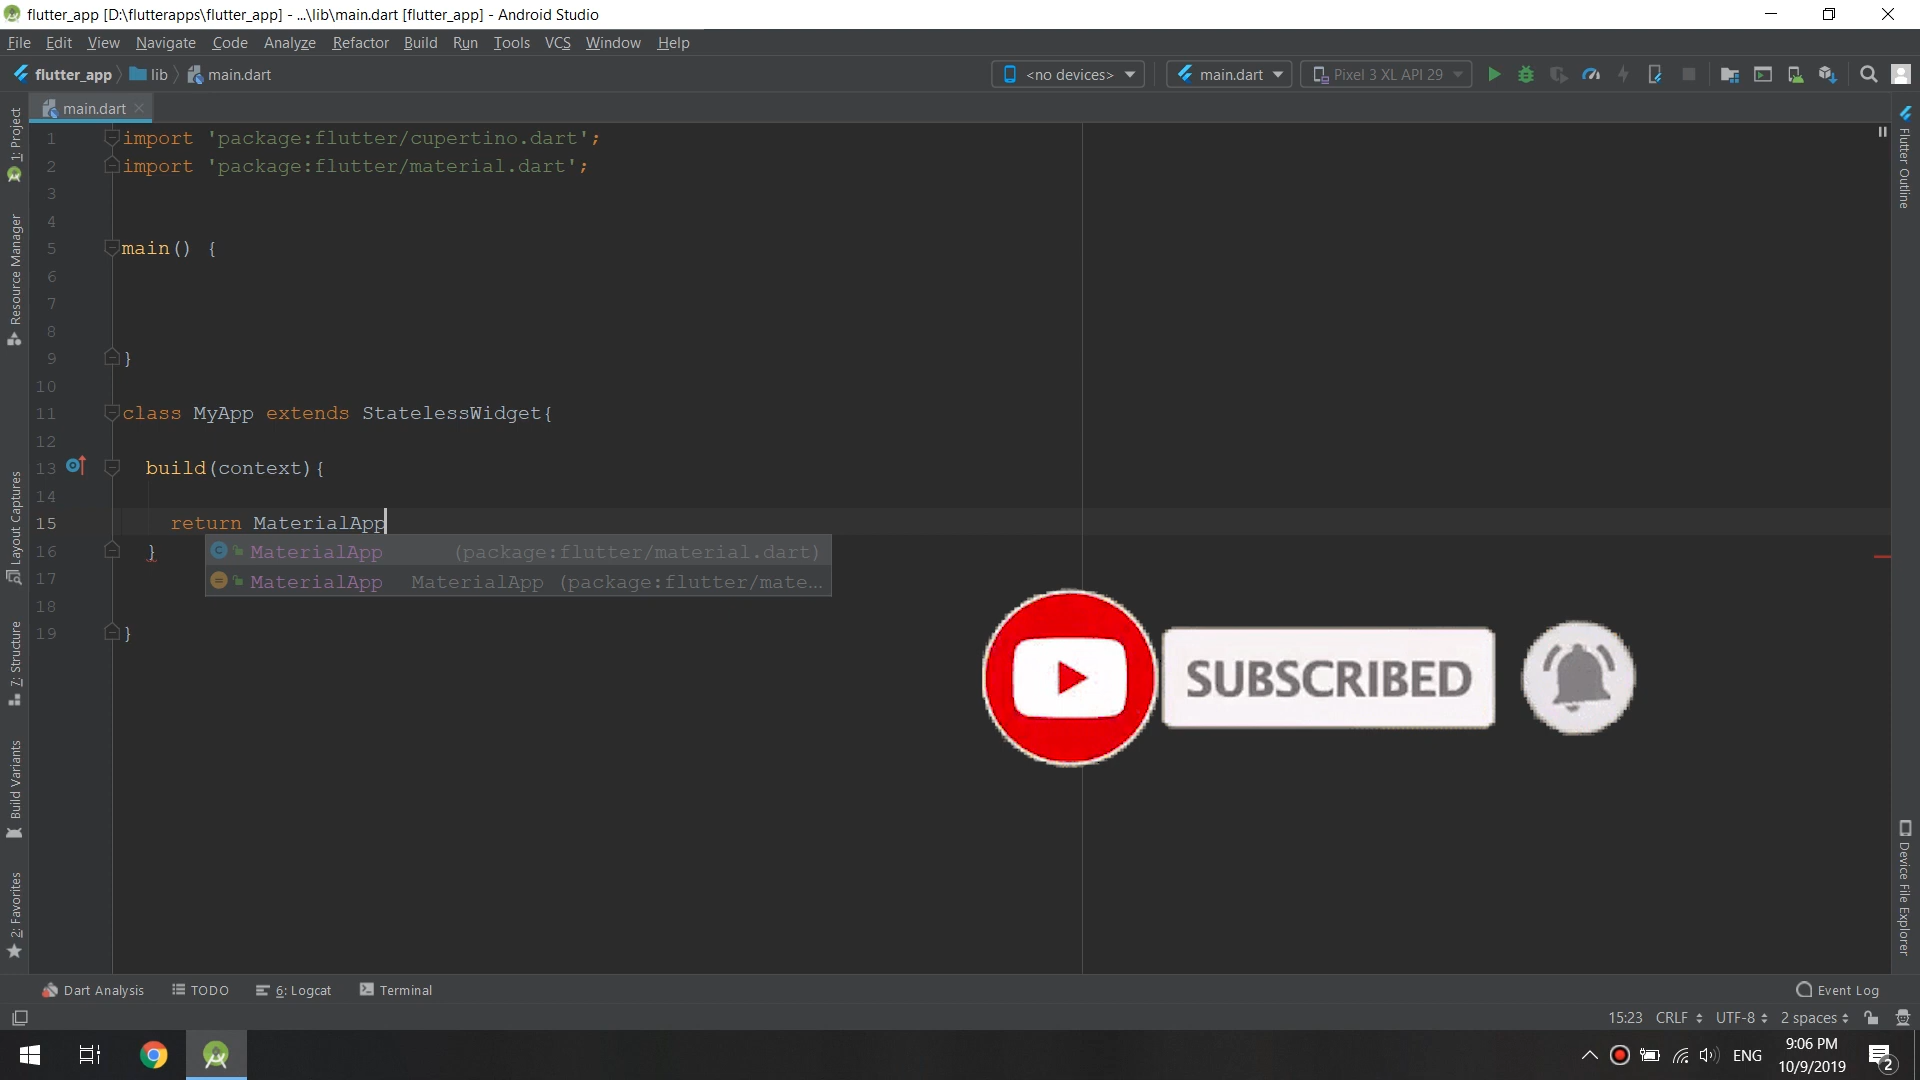 flutter_app [D:\flutterapps\flutter_app] - ...\lib\main.dart [flutter_app] - Android Studio
File Edit View Navigate Code Analyze Refactor Build Run Tools VCS Window Help
flutter_app lib main.dart <no devices> main.dart Pixel 3 XL API 29
main.dart
1: Project
Resource Manager
Layout Captures
7: Structure
Build Variants
2: Favorites
1 import 'package:flutter/cupertino.dart';
2 import 'package:flutter/material.dart';
3
4
5 main() {
6
7
8
9 }
10
11 class MyApp extends StatelessWidget{
12
13 build(context){
14
15 return MaterialApp
16 }
MaterialApp (package:flutter/material.dart)
MaterialApp MaterialApp (package:flutter/mate...
17
18
19 }
SUBSCRIBED
Flutter Outline
Device File Explorer
Dart Analysis TODO 6: Logcat Terminal Event Log
15:23 CRLF UTF-8 2 spaces
ENG 9:06 PM
10/9/2019 2